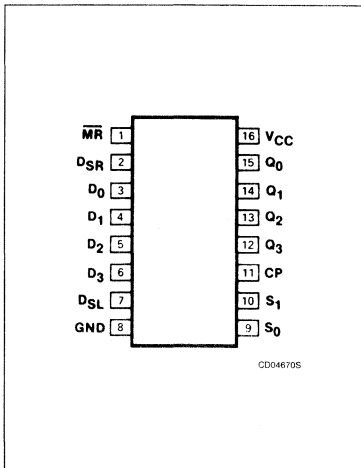 M̅R̅ 1 16 VCC
DSR 2 15 Q0
D0 3 14 Q1
D1 4 13 Q2
D2 5 12 Q3
D3 6 11 CP
DSL 7 10 S1
GND 8 9 S0
CD04670S